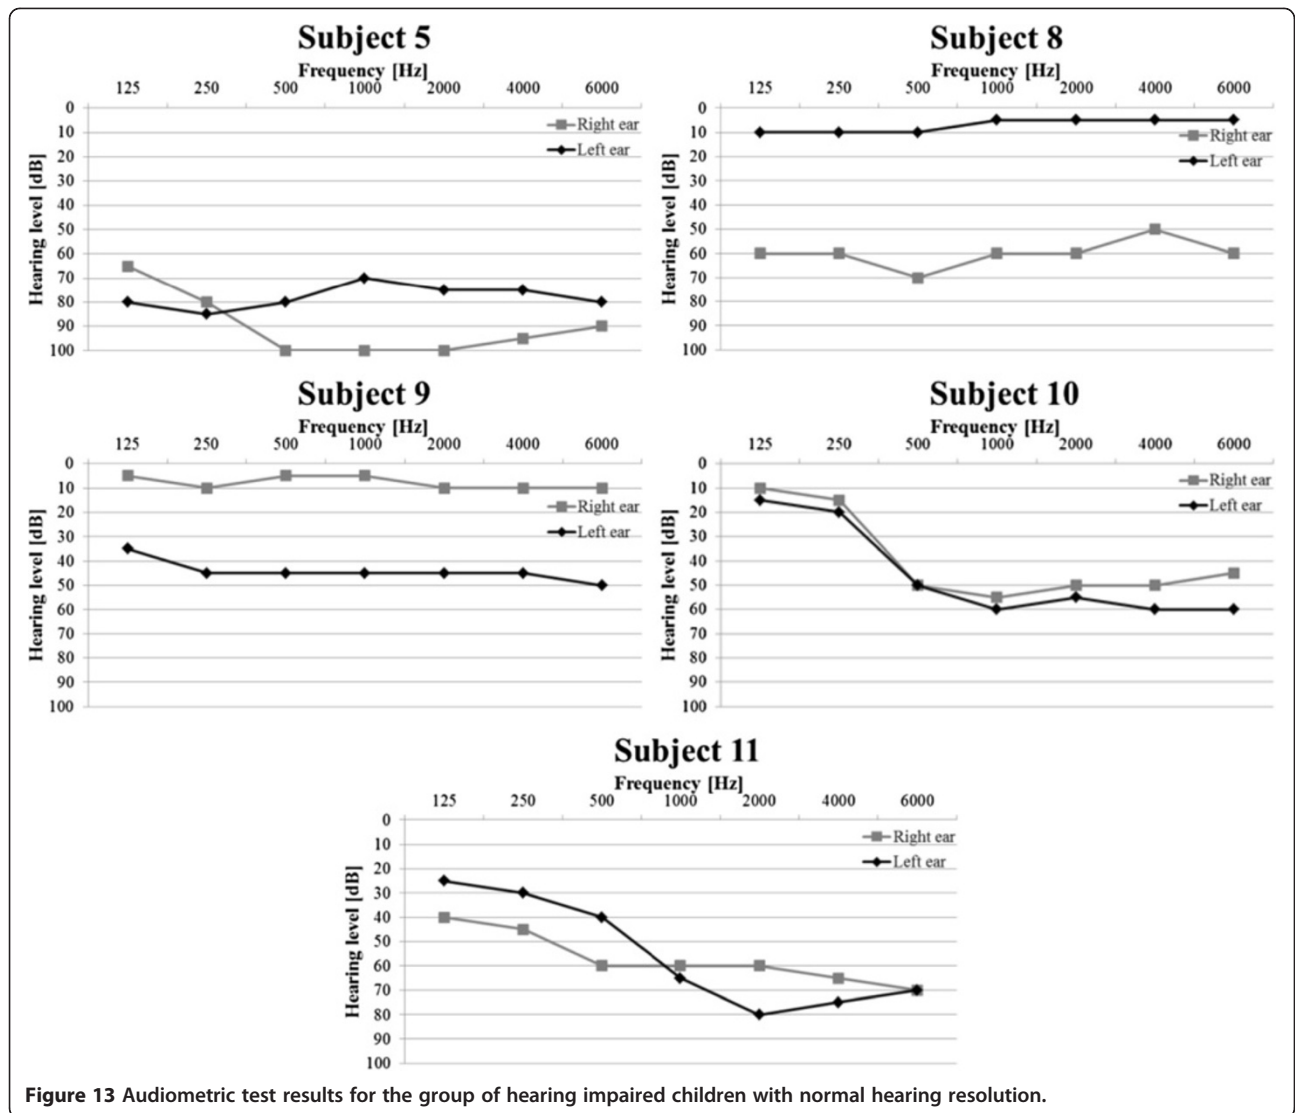 Subject 5
Frequency [Hz]
125 250 500 1000 2000 4000 6000
Hearing level [dB]
0
10
20
30
40
50
60
70
80
90
100
Right ear
Left ear
Subject 8
Frequency [Hz]
125 250 500 1000 2000 4000 6000
Hearing level [dB]
0
10
20
30
40
50
60
70
80
90
100
Right ear
Left ear
Subject 9
Frequency [Hz]
125 250 500 1000 2000 4000 6000
Hearing level [dB]
0
10
20
30
40
50
60
70
80
90
100
Right ear
Left ear
Subject 10
Frequency [Hz]
125 250 500 1000 2000 4000 6000
Hearing level [dB]
0
10
20
30
40
50
60
70
80
90
100
Right ear
Left ear
Subject 11
Frequency [Hz]
125 250 500 1000 2000 4000 6000
Hearing level [dB]
0
10
20
30
40
50
60
70
80
90
100
Right ear
Left ear
Figure 13 Audiometric test results for the group of hearing impaired children with normal hearing resolution.